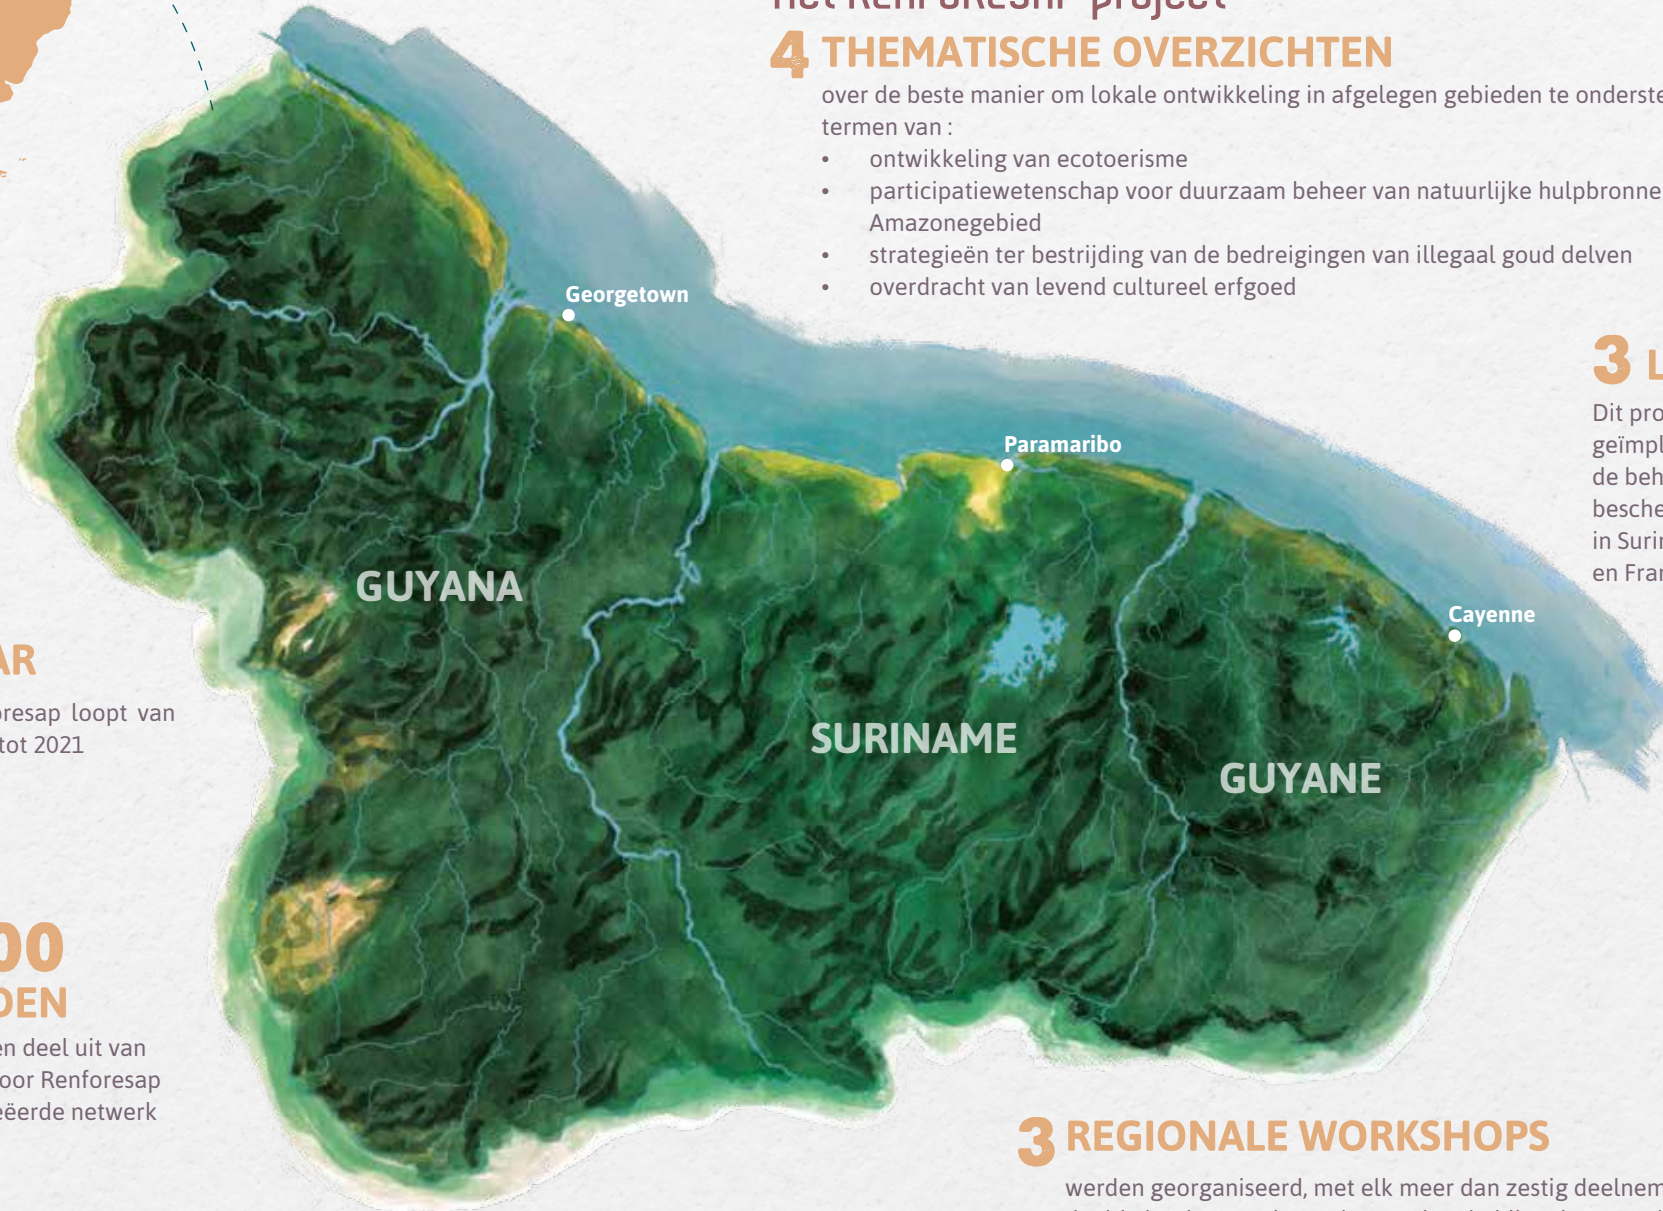 project
4 THEMATISCHE OVERZICHTEN
over de beste manier om lokale ontwikkeling in afgelegen gebieden te onderste
termen van :
• ontwikkeling van ecotoerisme
• participatiewetenschap voor duurzaam beheer van natuurlijke hulpbronne
Amazonegebied
• strategieën ter bestrijding van de bedreigingen van illegaal goud delven
• overdracht van levend cultureel erfgoed
Georgetown
3 L
Dit pro
geïmpl
de beh
besche
in Suri
en Fran
Paramaribo
Cayenne
GUYANA
SURINAME
GUYANE
AR
oresap loopt van
tot 2021
00
DEN
en deel uit van
oor Renforesap
eëerde netwerk
3 REGIONALE WORKSHOPS
werden georganiseerd, met elk meer dan zestig deelnem